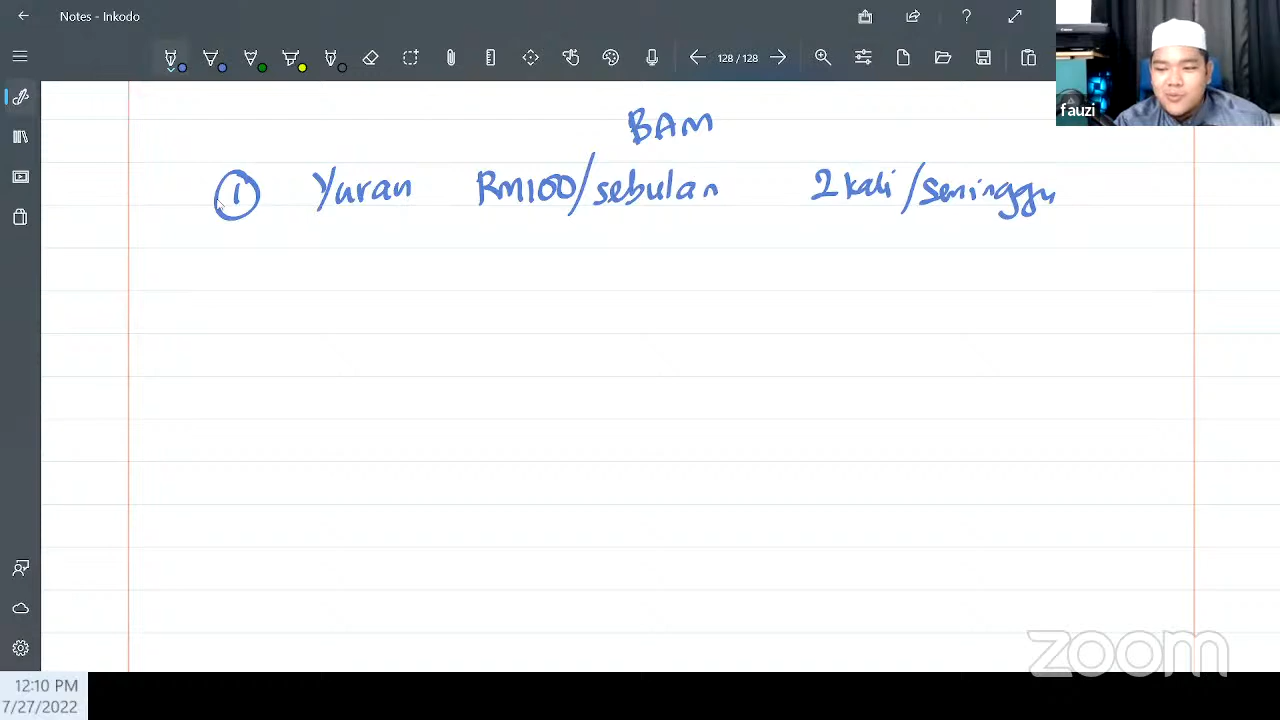 Notes - Inkodo
128 / 128
fauzi
BAM
1 Yuran RM100/sebulan 2 kali/seminggu
zoom
12:10 PM
7/27/2022